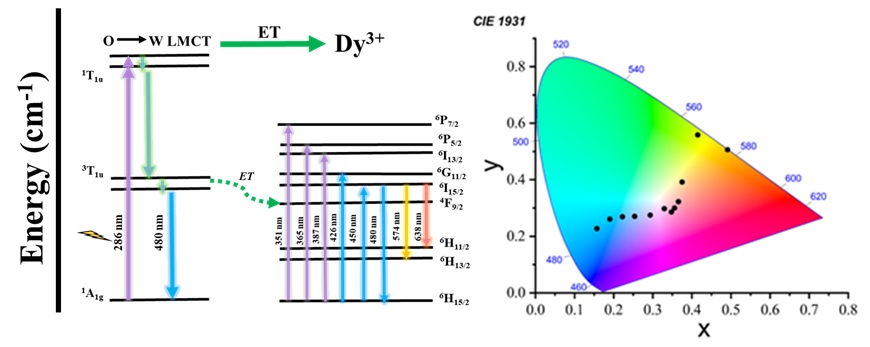 O → W LMCT
ET
Dy³⁺
Energy (cm⁻¹)
¹T₁ᵤ
³T₁ᵤ
¹A₁g
286 nm
480 nm
ET
⁶P₇/₂
⁶P₅/₂
⁶I₁₃/₂
⁶G₁₁/₂
⁶I₁₅/₂
⁴F₉/₂
⁶H₁₁/₂
⁶H₁₃/₂
⁶H₁₅/₂
351 nm
365 nm
387 nm
426 nm
450 nm
480 nm
574 nm
638 nm
CIE 1931
y
0.8
0.6
0.4
0.2
0.0
0.0 0.1 0.2 0.3 0.4 0.5 0.6 0.7 0.8
x
460
480
500
520
540
560
580
600
620